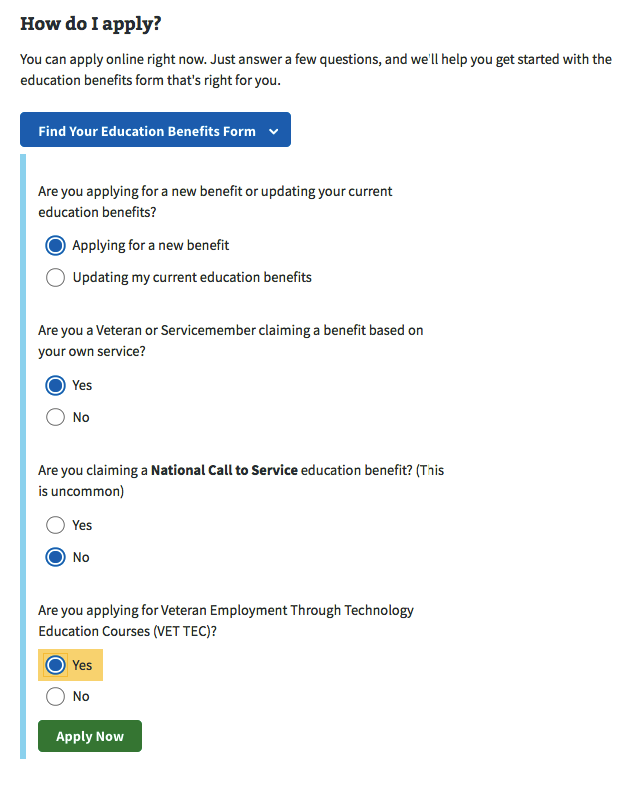 How do I apply?
You can apply online right now. Just answer a few questions, and we'll help you get started with the
education benefits form that's right for you.
Find Your Education Benefits Form
Are you applying for a new benefit or updating your current
education benefits?
Applying for a new benefit
Updating my current education benefits
Are you a Veteran or Servicemember claiming a benefit based on
your own service?
Yes
No
Are you claiming a National Call to Service education benefit? (This
is uncommon)
Yes
No
Are you applying for Veteran Employment Through Technology
Education Courses (VET TEC)?
Yes
No
Apply Now